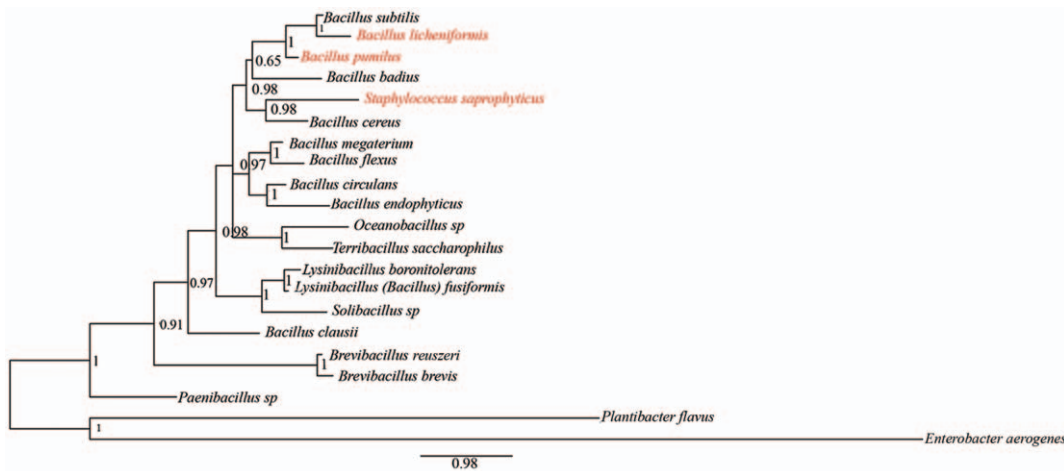 Bacillus subtilis
1
Bacillus licheniformis
1
Bacillus pumilus
0.65
Bacillus badius
0.98
Staphylococcus saprophyticus
0.98
Bacillus cereus
Bacillus megaterium
1
0.97
Bacillus flexus
Bacillus circulans
1
Bacillus endophyticus
Oceanobacillus sp
0.98
1
Terribacillus saccharophilus
Lysinibacillus boronitolerans
0.97
1
Lysinibacillus (Bacillus) fusiformis
1
Solibacillus sp
0.91
Bacillus clausii
Brevibacillus reuszeri
1
1
Brevibacillus brevis
Paenibacillus sp
Plantibacter flavus
1
Enterobacter aerogenes
0.98